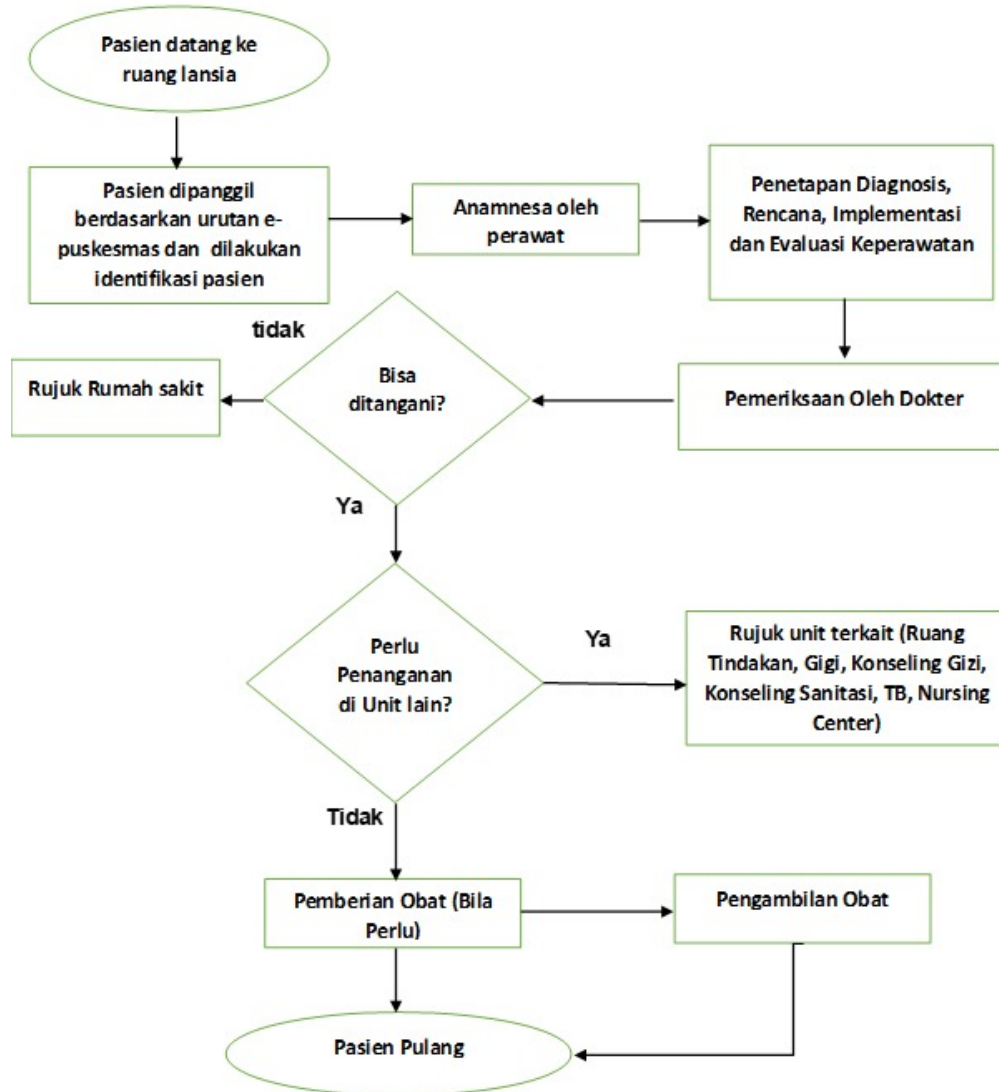 Pasien datang ke
ruang lansia
Pasien dipanggil
berdasarkan urutan e-
puskesmas dan dilakukan
identifikasi pasien
Anamnesa oleh
perawat
Penetapan Diagnosis,
Rencana, Implementasi
dan Evaluasi Keperawatan
Pemeriksaan Oleh Dokter
Bisa
ditangani?
tidak
Rujuk Rumah sakit
Ya
Perlu
Penanganan
di Unit lain?
Ya
Rujuk unit terkait (Ruang
Tindakan, Gigi, Konseling Gizi,
Konseling Sanitasi, TB, Nursing
Center)
Tidak
Pemberian Obat (Bila
Perlu)
Pengambilan Obat
Pasien Pulang